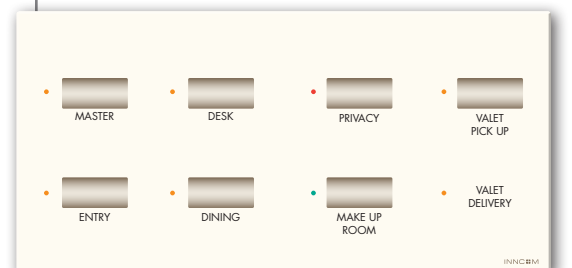 MASTER
DESK
PRIVACY
VALET
PICK UP
ENTRY
DINING
MAKE UP
ROOM
VALET
DELIVERY
INNCOM